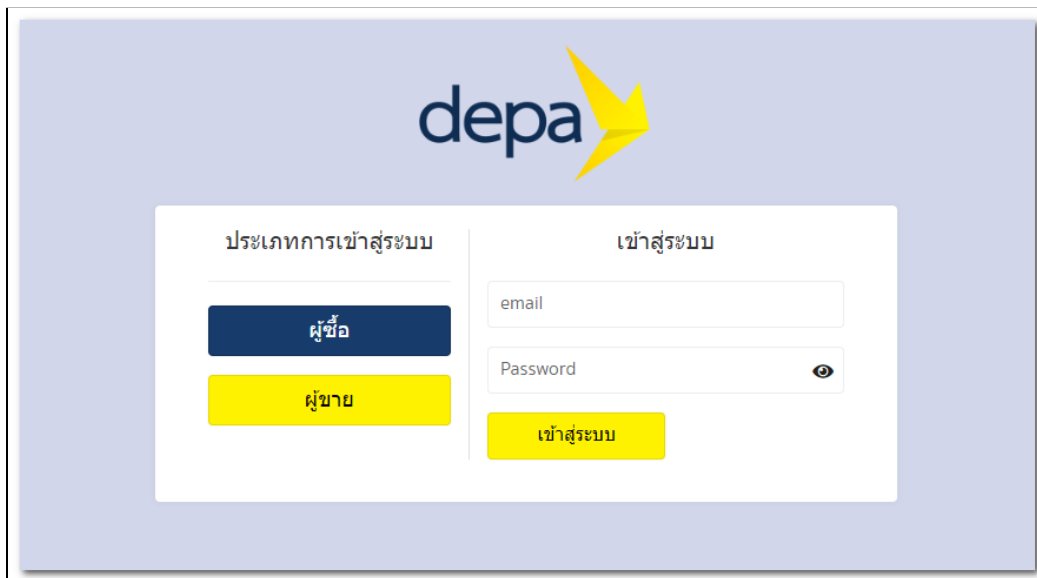 depa
ประเภทการเข้าสู่ระบบ
ผู้ซื้อ
ผู้ขาย
เข้าสู่ระบบ
email
Password
เข้าสู่ระบบ